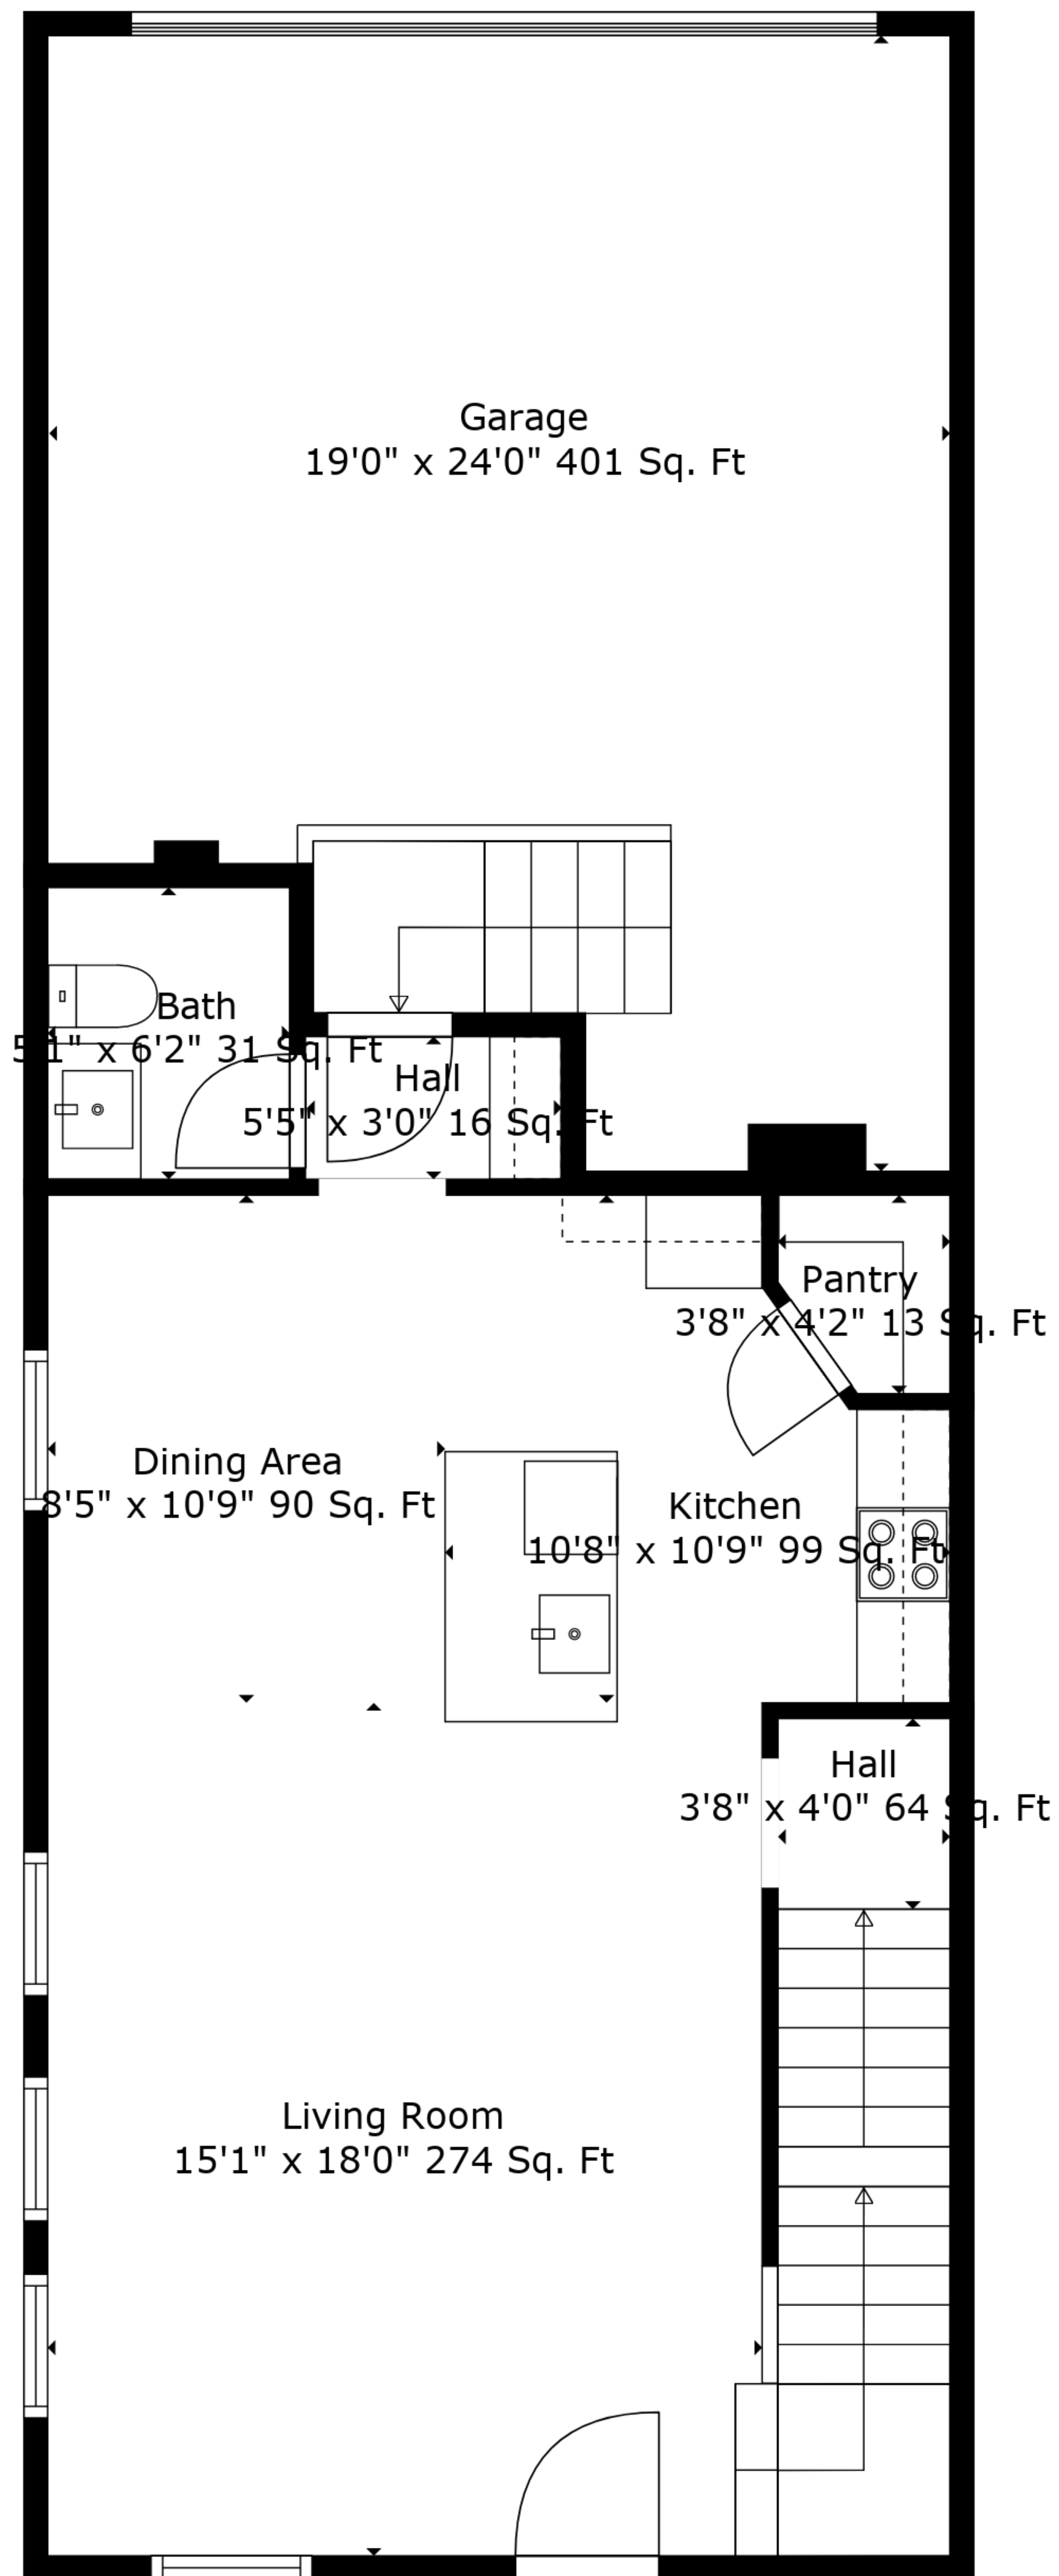 Garage
19'0" x 24'0" 401 Sq. Ft
Bath
5'1" x 6'2" 31 Sq. Ft
Hall
5'5" x 3'0" 16 Sq. Ft
Pantry
3'8" x 4'2" 13 Sq. Ft
Dining Area
8'5" x 10'9" 90 Sq. Ft
Kitchen
10'8" x 10'9" 99 Sq. Ft
Hall
3'8" x 4'0" 64 Sq. Ft
Living Room
15'1" x 18'0" 274 Sq. Ft